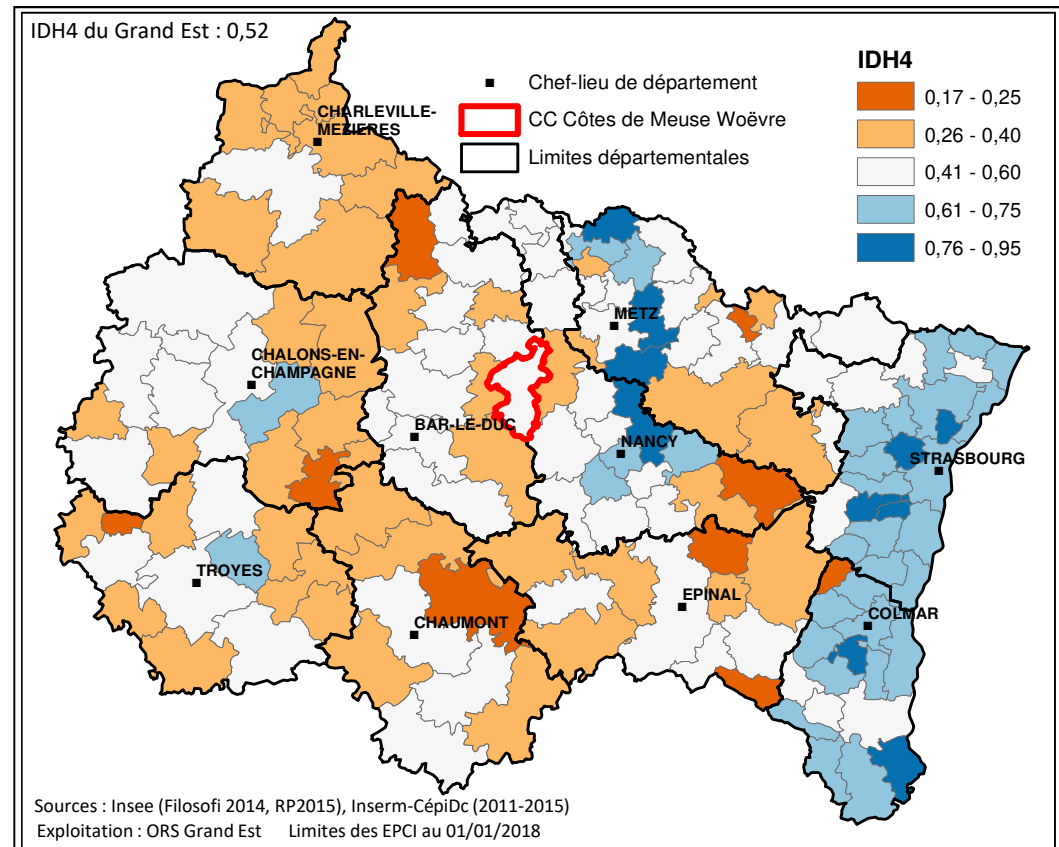 IDH4 du Grand Est : 0,52
IDH4
Chef-lieu de département
CC Côtes de Meuse Woëvre
Limites départementales
0,17 - 0,25
0,26 - 0,40
0,41 - 0,60
0,61 - 0,75
0,76 - 0,95
CHARLEVILLE-
MEZIERES
METZ
CHALONS-EN-
CHAMPAGNE
BAR-LE-DUC
NANCY
STRASBOURG
TROYES
EPINAL
CHAUMONT
COLMAR
Sources : Insee (Filosofi 2014, RP2015), Inserm-CépiDc (2011-2015)
Exploitation : ORS Grand Est Limites des EPCI au 01/01/2018